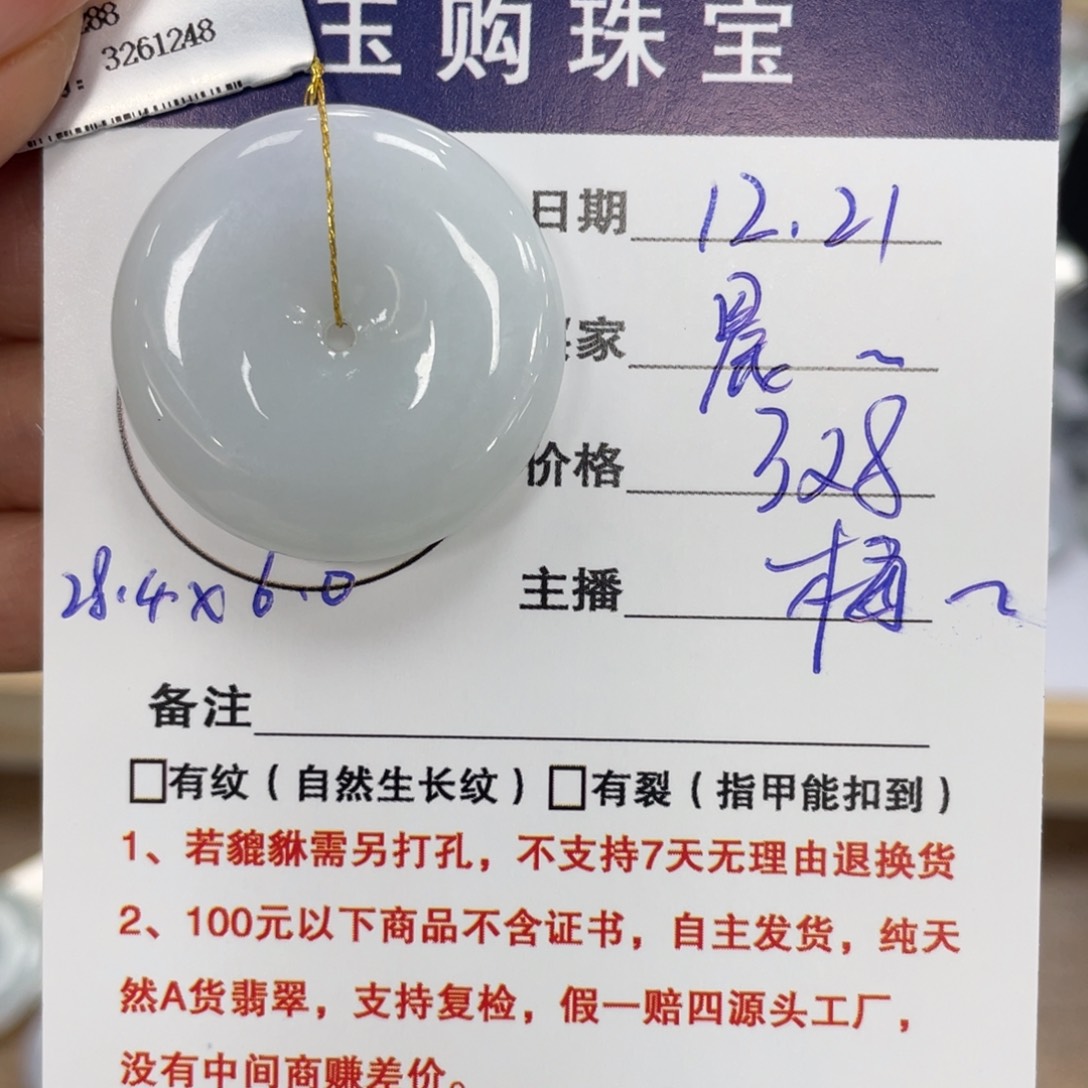 88
3261248
玉购珠宝
日期 12.21
家 晨~
价格 328
主播
28.4×6.0
备注
□有纹（自然生长纹）□有裂（指甲能扣到）
1、若貔貅需另打孔，不支持7天无理由退换货
2、100元以下商品不含证书，自主发货，纯天
然A货翡翠，支持复检，假一赔四源头工厂，
没有中间商赚差价。